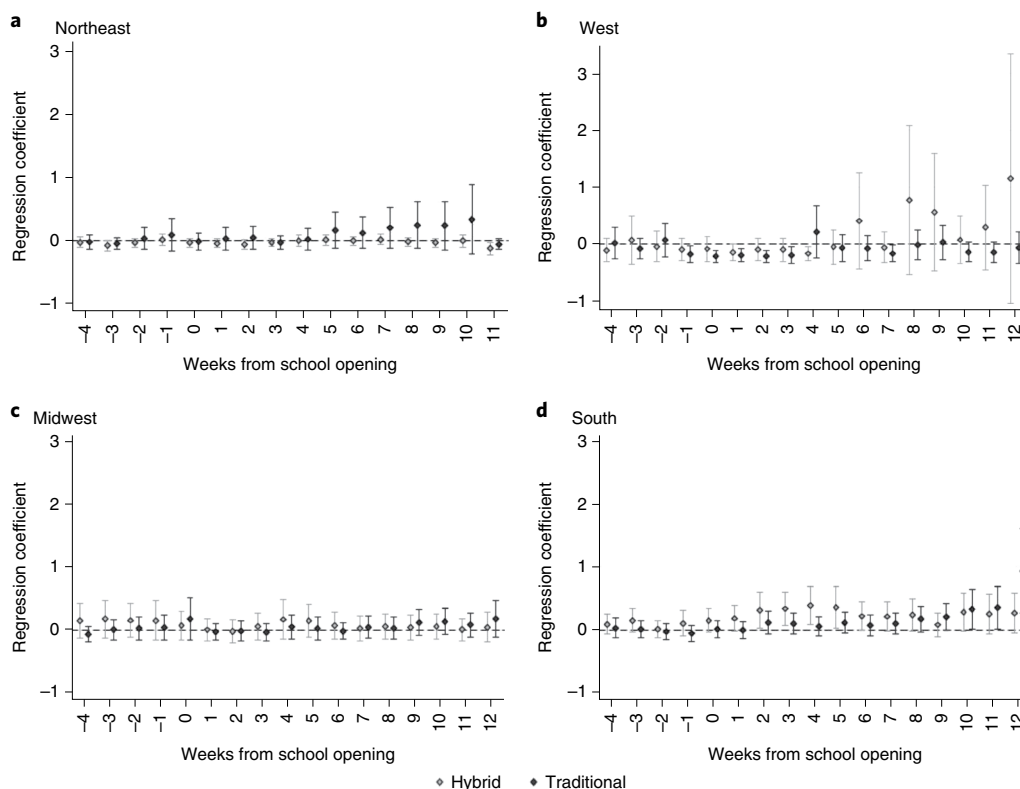 a
Northeast
3
2
1
0
–1
Regression coefficient
–4 –3 –2 –1 0 1 2 3 4 5 6 7 8 9 10 11
Weeks from school opening
b
West
3
2
1
0
–1
Regression coefficient
–4 –3 –2 –1 0 1 2 3 4 5 6 7 8 9 10 11 12
Weeks from school opening
c
Midwest
3
2
1
0
–1
Regression coefficient
–4 –3 –2 –1 0 1 2 3 4 5 6 7 8 9 10 11 12
Weeks from school opening
d
South
3
2
1
0
–1
Regression coefficient
–4 –3 –2 –1 0 1 2 3 4 5 6 7 8 9 10 11 12
Weeks from school opening
Hybrid Traditional